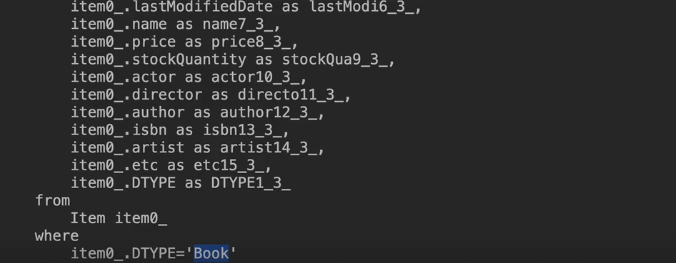 item0_.lastModifiedDate as lastModi6_3_,
item0_.name as name7_3_,
item0_.price as price8_3_,
item0_.stockQuantity as stockQua9_3_,
item0_.actor as actor10_3_,
item0_.director as directo11_3_,
item0_.author as author12_3_,
item0_.isbn as isbn13_3_,
item0_.artist as artist14_3_,
item0_.etc as etc15_3_,
item0_.DTYPE as DTYPE1_3_
from
Item item0_
where
item0_.DTYPE='Book'